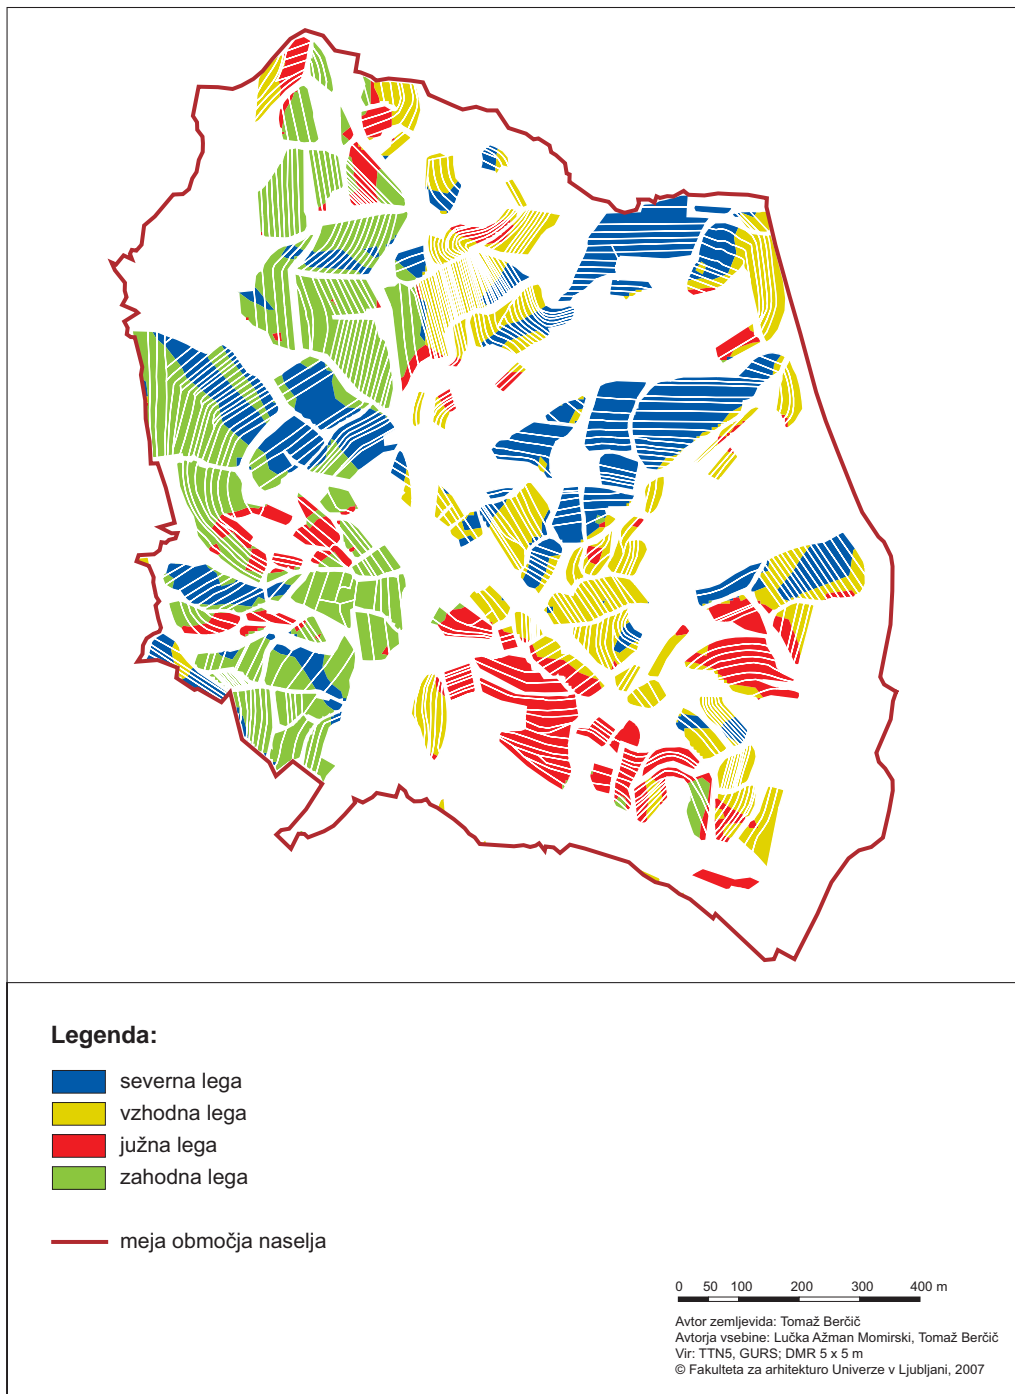 Legenda:
severna lega
vzhodna lega
južna lega
zahodna lega
meja območja naselja
0 50 100 200 300 400 m
Avtor zemljevida: Tomaž Berčič
Avtorja vsebine: Lučka Ažman Momirski, Tomaž Berčič
Vir: TTN5, GURS; DMR 5 x 5 m
© Fakulteta za arhitekturo Univerze v Ljubljani, 2007